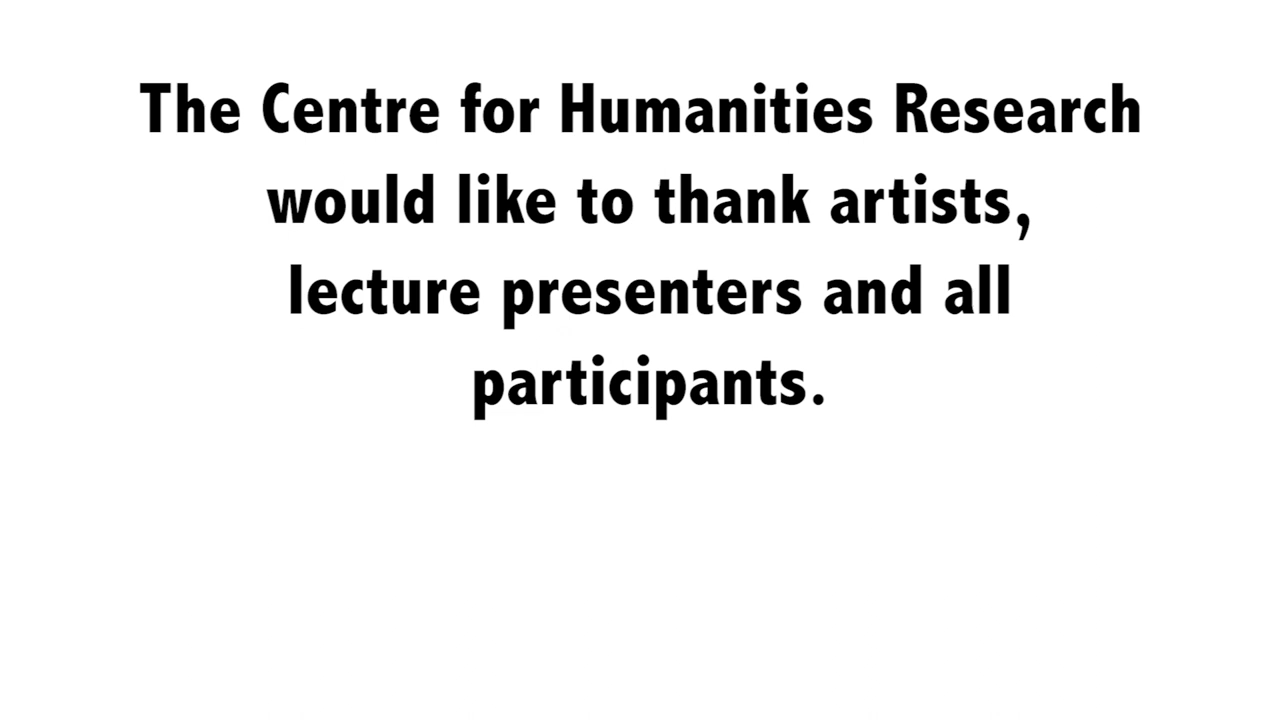 The Centre for Humanities Research
would like to thank artists,
lecture presenters and all
participants.